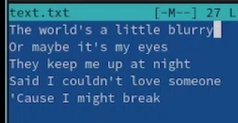 text.txt [-M--] 27 L
The world's a little blurry
Or maybe it's my eyes
They keep me up at night
Said I couldn't love someone
'Cause I might break